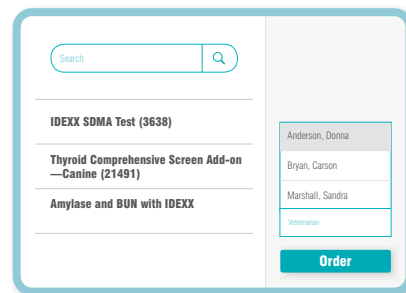 Search
IDEXX SDMA Test (3638)
Thyroid Comprehensive Screen Add-on
—Canine (21491)
Amylase and BUN with IDEXX
Anderson, Donna
Bryan, Carson
Marshall, Sandra
Veterinarian
Order